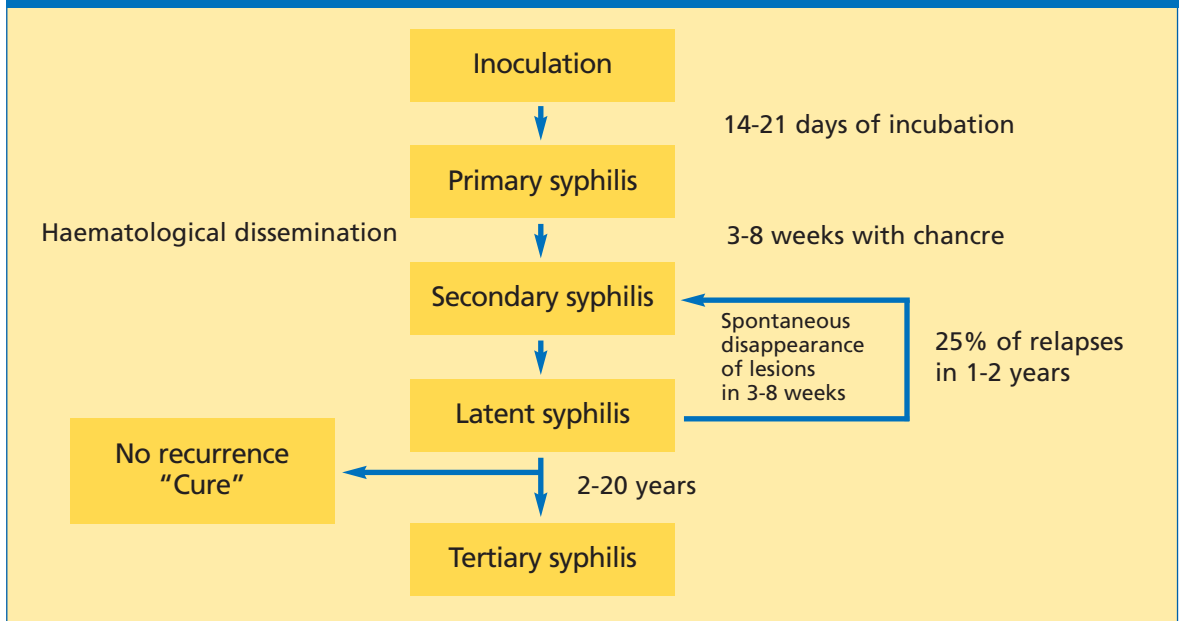 Inoculation
14-21 days of incubation
Primary syphilis
Haematological dissemination
3-8 weeks with chancre
Secondary syphilis
Spontaneous
disappearance
of lesions
in 3-8 weeks
25% of relapses
in 1-2 years
Latent syphilis
No recurrence
“Cure”
2-20 years
Tertiary syphilis